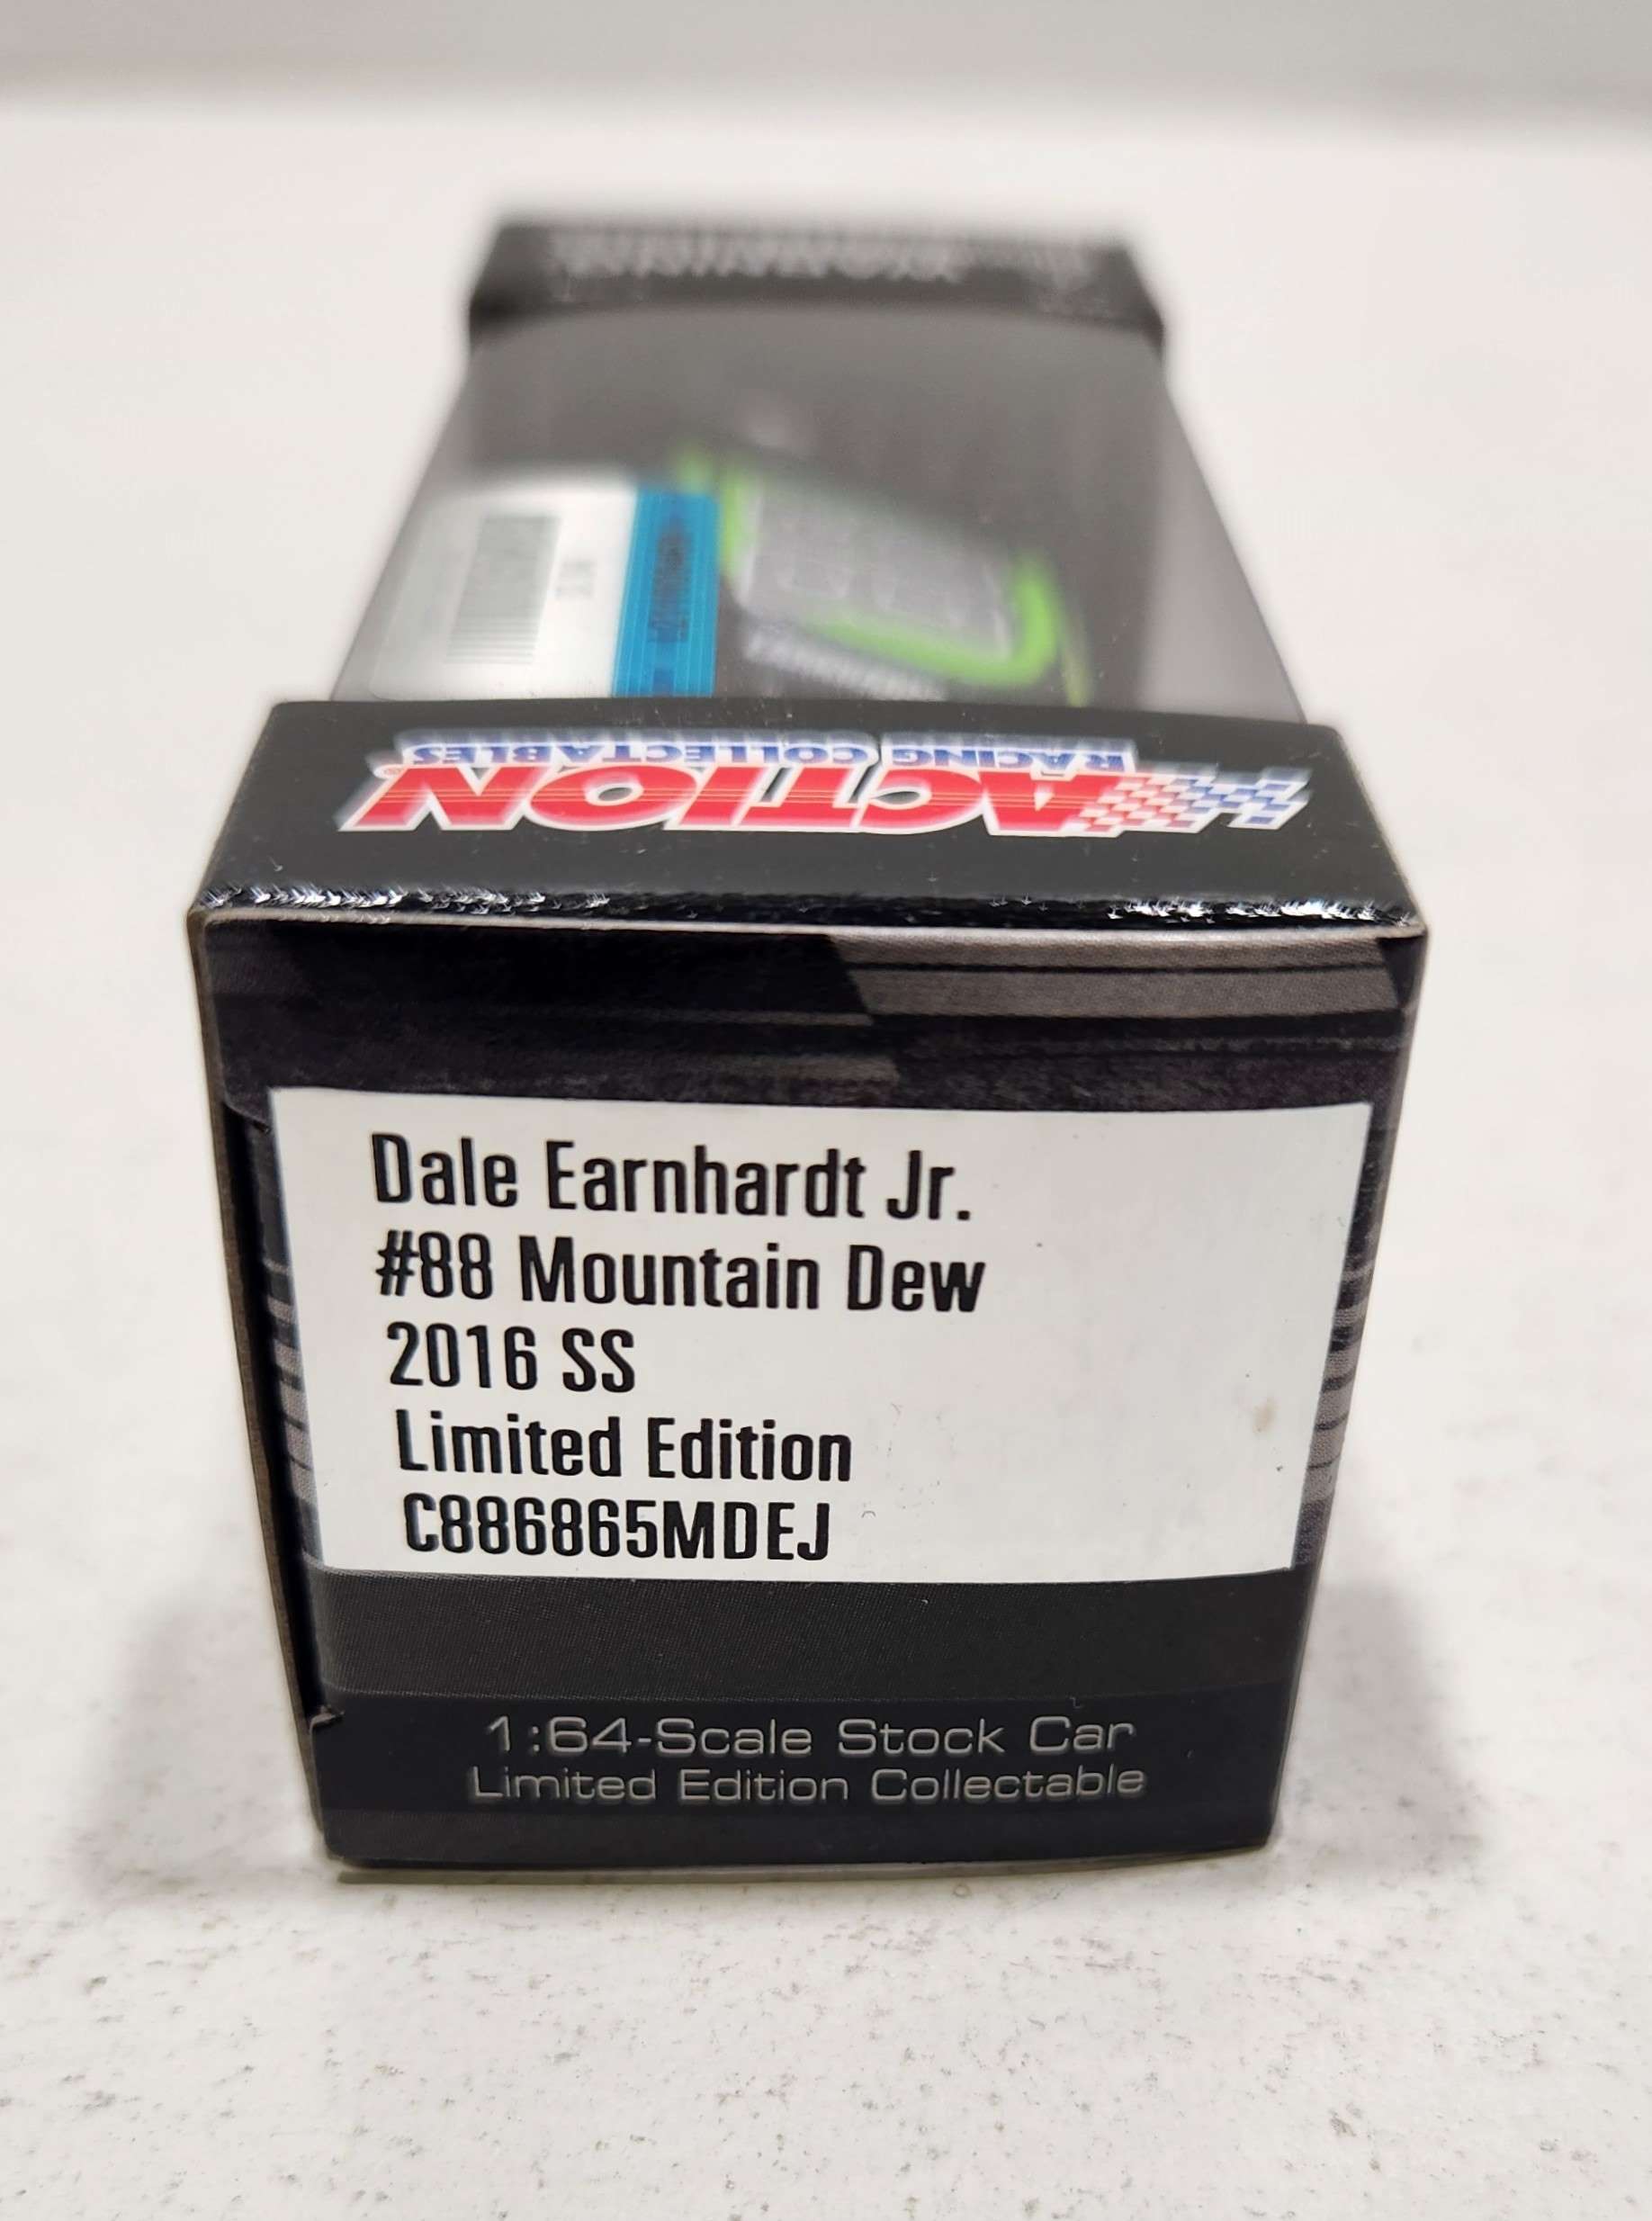 RACING COLLECTABLES
ACTION
Dale Earnhardt Jr.
#88 Mountain Dew
2016 SS
Limited Edition
C886865MDEJ
1:64-Scale Stock Car
Limited Edition Collectable